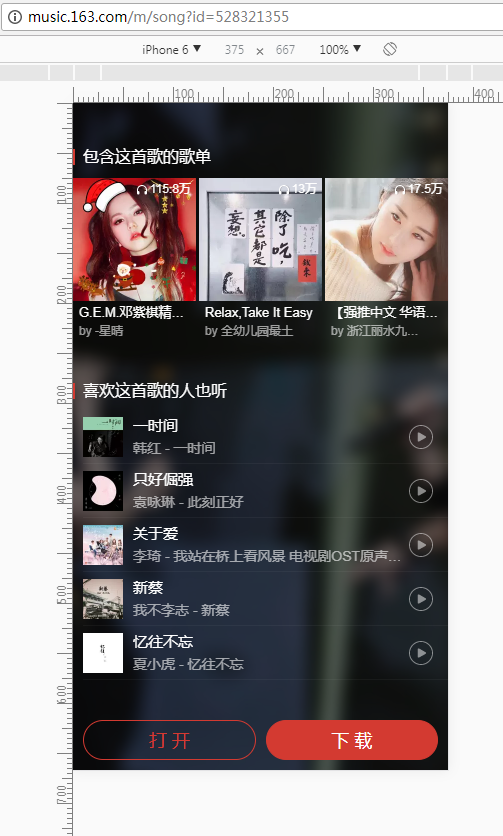 music.163.com/m/song?id=528321355
iPhone 6 ▼ 375 × 667 100% ▼
100 200 300 400
包含这首歌的歌单
115.8万 13万 17.5万
除了吃，
其它都是
妄想。
G.E.M.邓紫棋精… Relax,Take It Easy 【强推中文 华语…
by -星晴 by 全幼儿园最土 by 浙江丽水九…
喜欢这首歌的人也听
一时间
韩红 - 一时间
只好倔强
袁咏琳 - 此刻正好
关于爱
李琦 - 我站在桥上看风景 电视剧OST原声…
新蔡
我不李志 - 新蔡
忆往不忘
夏小虎 - 忆往不忘
打 开 下 载
100
200
300
400
500
600
700